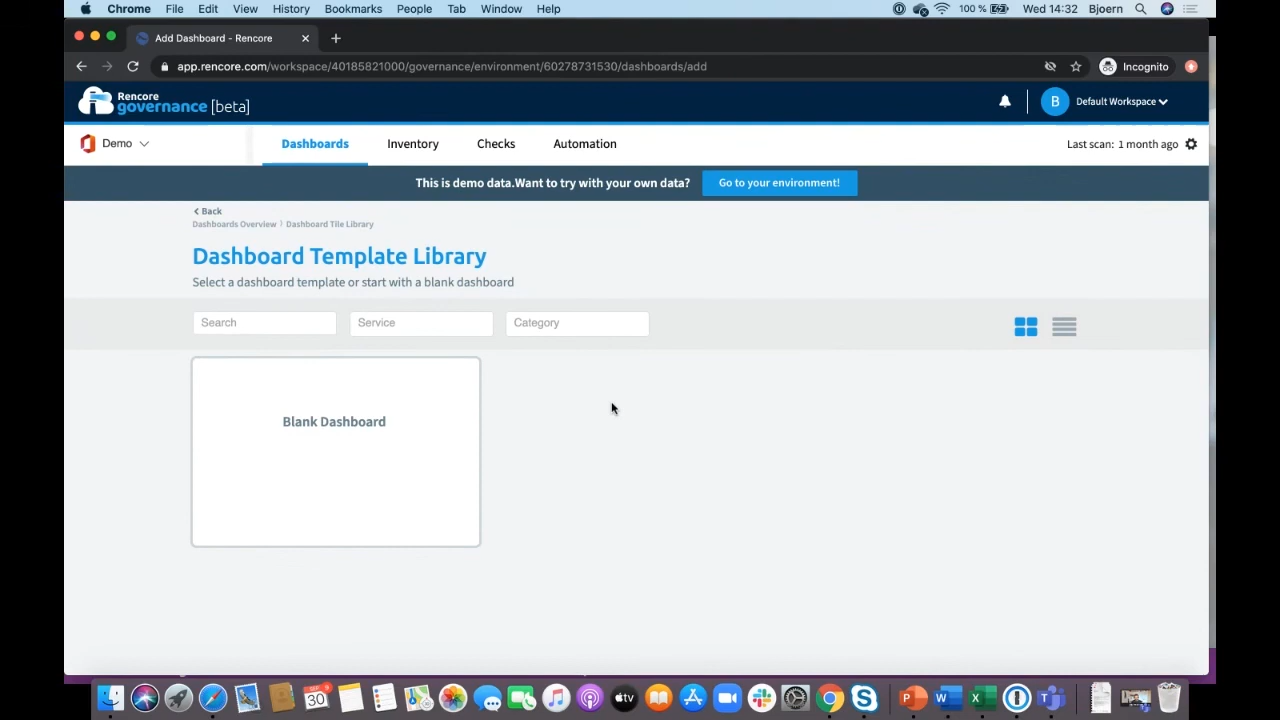 Chrome File Edit View History Bookmarks People Tab Window Help 100 % Wed 14:32 Bjoern
Add Dashboard - Rencore
app.rencore.com/workspace/40185821000/governance/environment/60278731530/dashboards/add Incognito
Rencore
governance [beta]
B Default Workspace
Demo Dashboards Inventory Checks Automation Last scan: 1 month ago
This is demo data.Want to try with your own data? Go to your environment!
Back
Dashboards Overview Dashboard Tile Library
Dashboard Template Library
Select a dashboard template or start with a blank dashboard
Search Service Category
Blank Dashboard
30 tv P W X